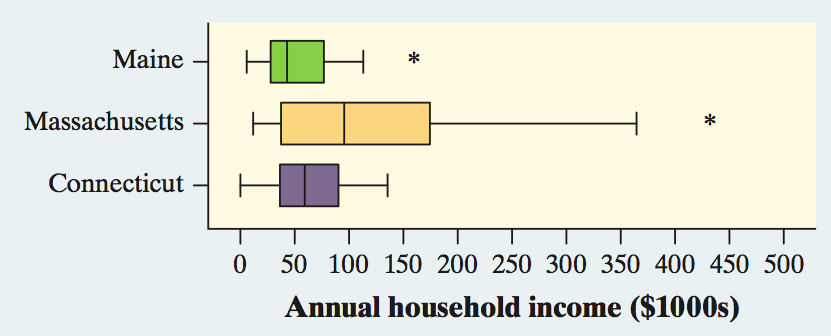 Maine
*
Massachusetts
*
Connecticut
0 50 100 150 200 250 300 350 400 450 500
Annual household income ($1000s)